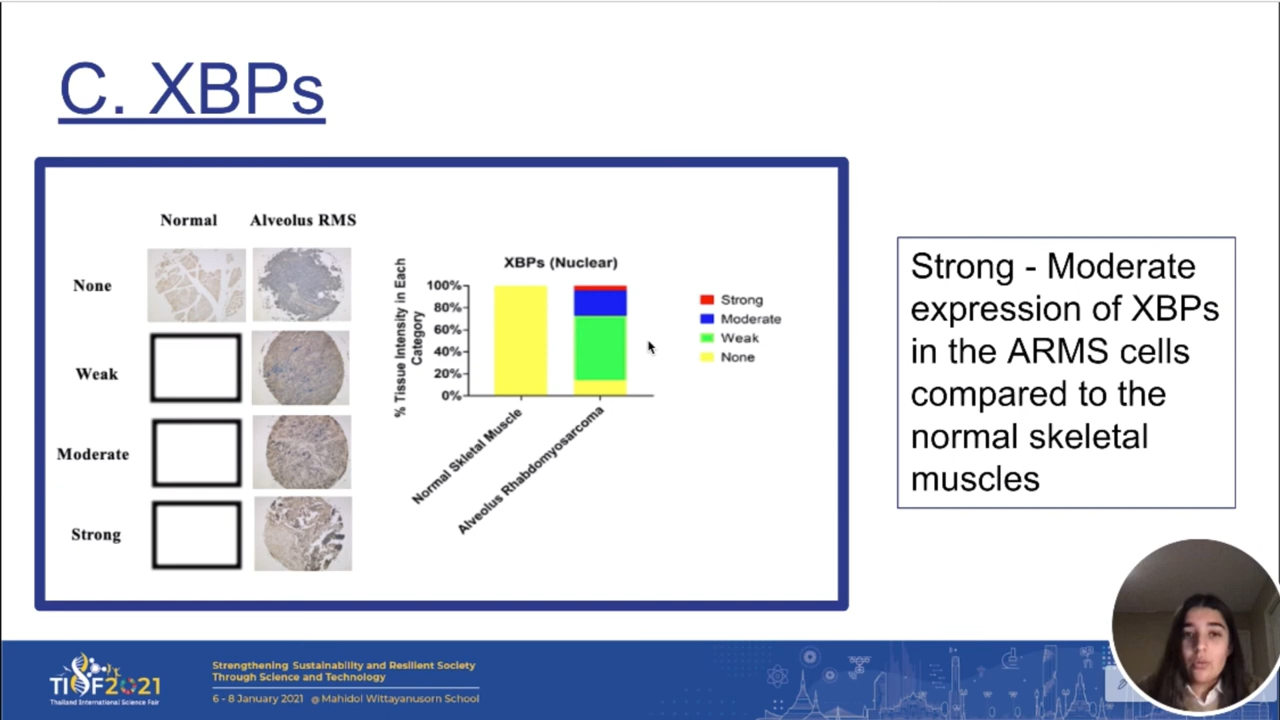 C. XBPs
Normal Alveolus RMS
None
Weak
Moderate
Strong
XBPs (Nuclear)
% Tissue Intensity in Each
Category
100%
80%
60%
40%
20%
0%
Normal Skletal Muscle
Alveolus Rhabdomyosarcoma
Strong
Moderate
Weak
None
Strong - Moderate
expression of XBPs
in the ARMS cells
compared to the
normal skeletal
muscles
TISF2021
Thailand International Science Fair
Strengthening Sustainability and Resilient Society
Through Science and Technology
6 - 8 January 2021 @ Mahidol Wittayanusorn School